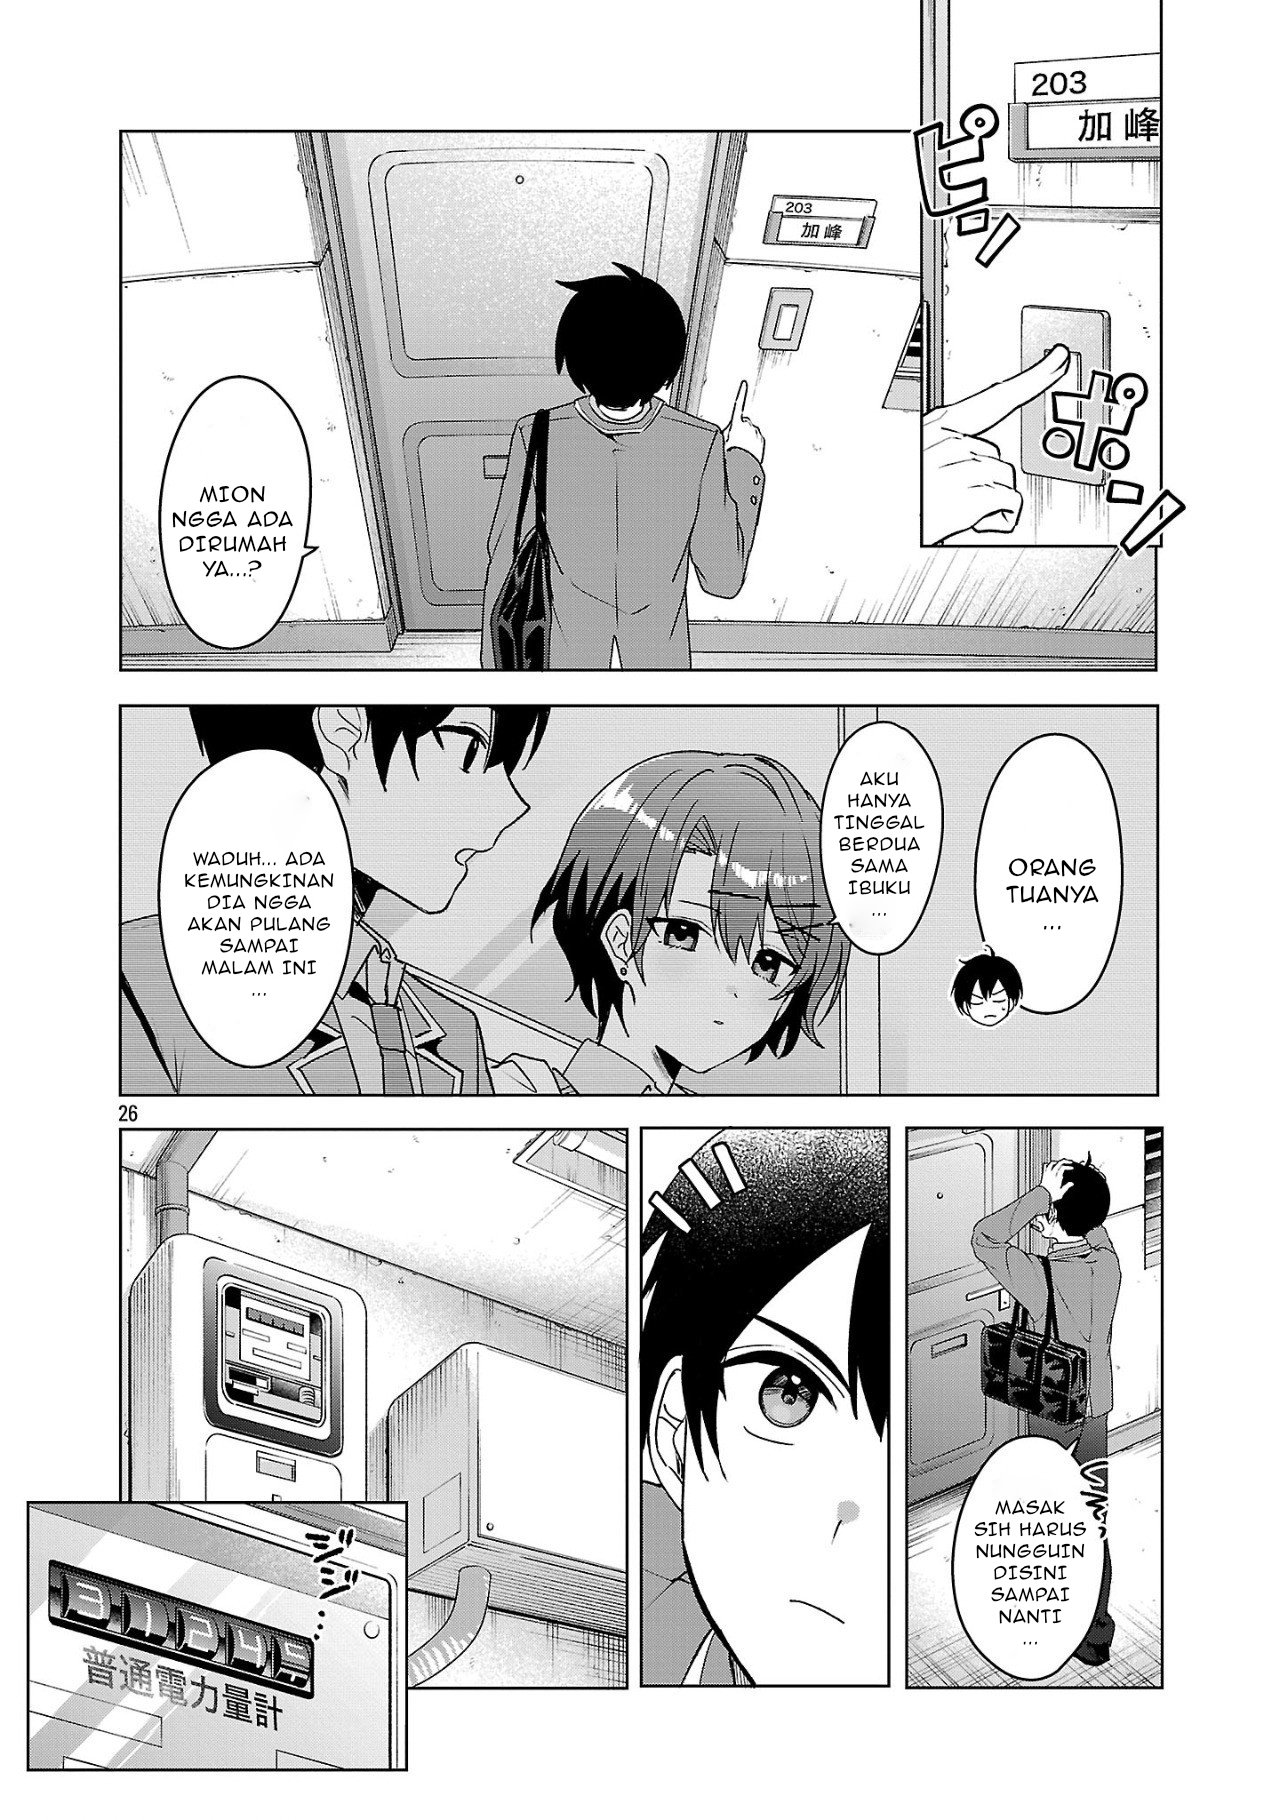 203
加峰
ピン!
ポーン!
203
加峰
MION
NGGA ADA
DIRUMAH
YA...?
ORANG
TUANYA
...
AKU
HANYA
TINGGAL
BERDUA
SAMA
IBUKU
...
WADUH... ADA
KEMUNGKINAN
DIA NGGA
AKAN PULANG
SAMPAI
MALAM INI
...
26
MASAK
SIH HARUS
NUNGGUIN
DISINI
SAMPAI
NANTI
...
31245
普通電力量計